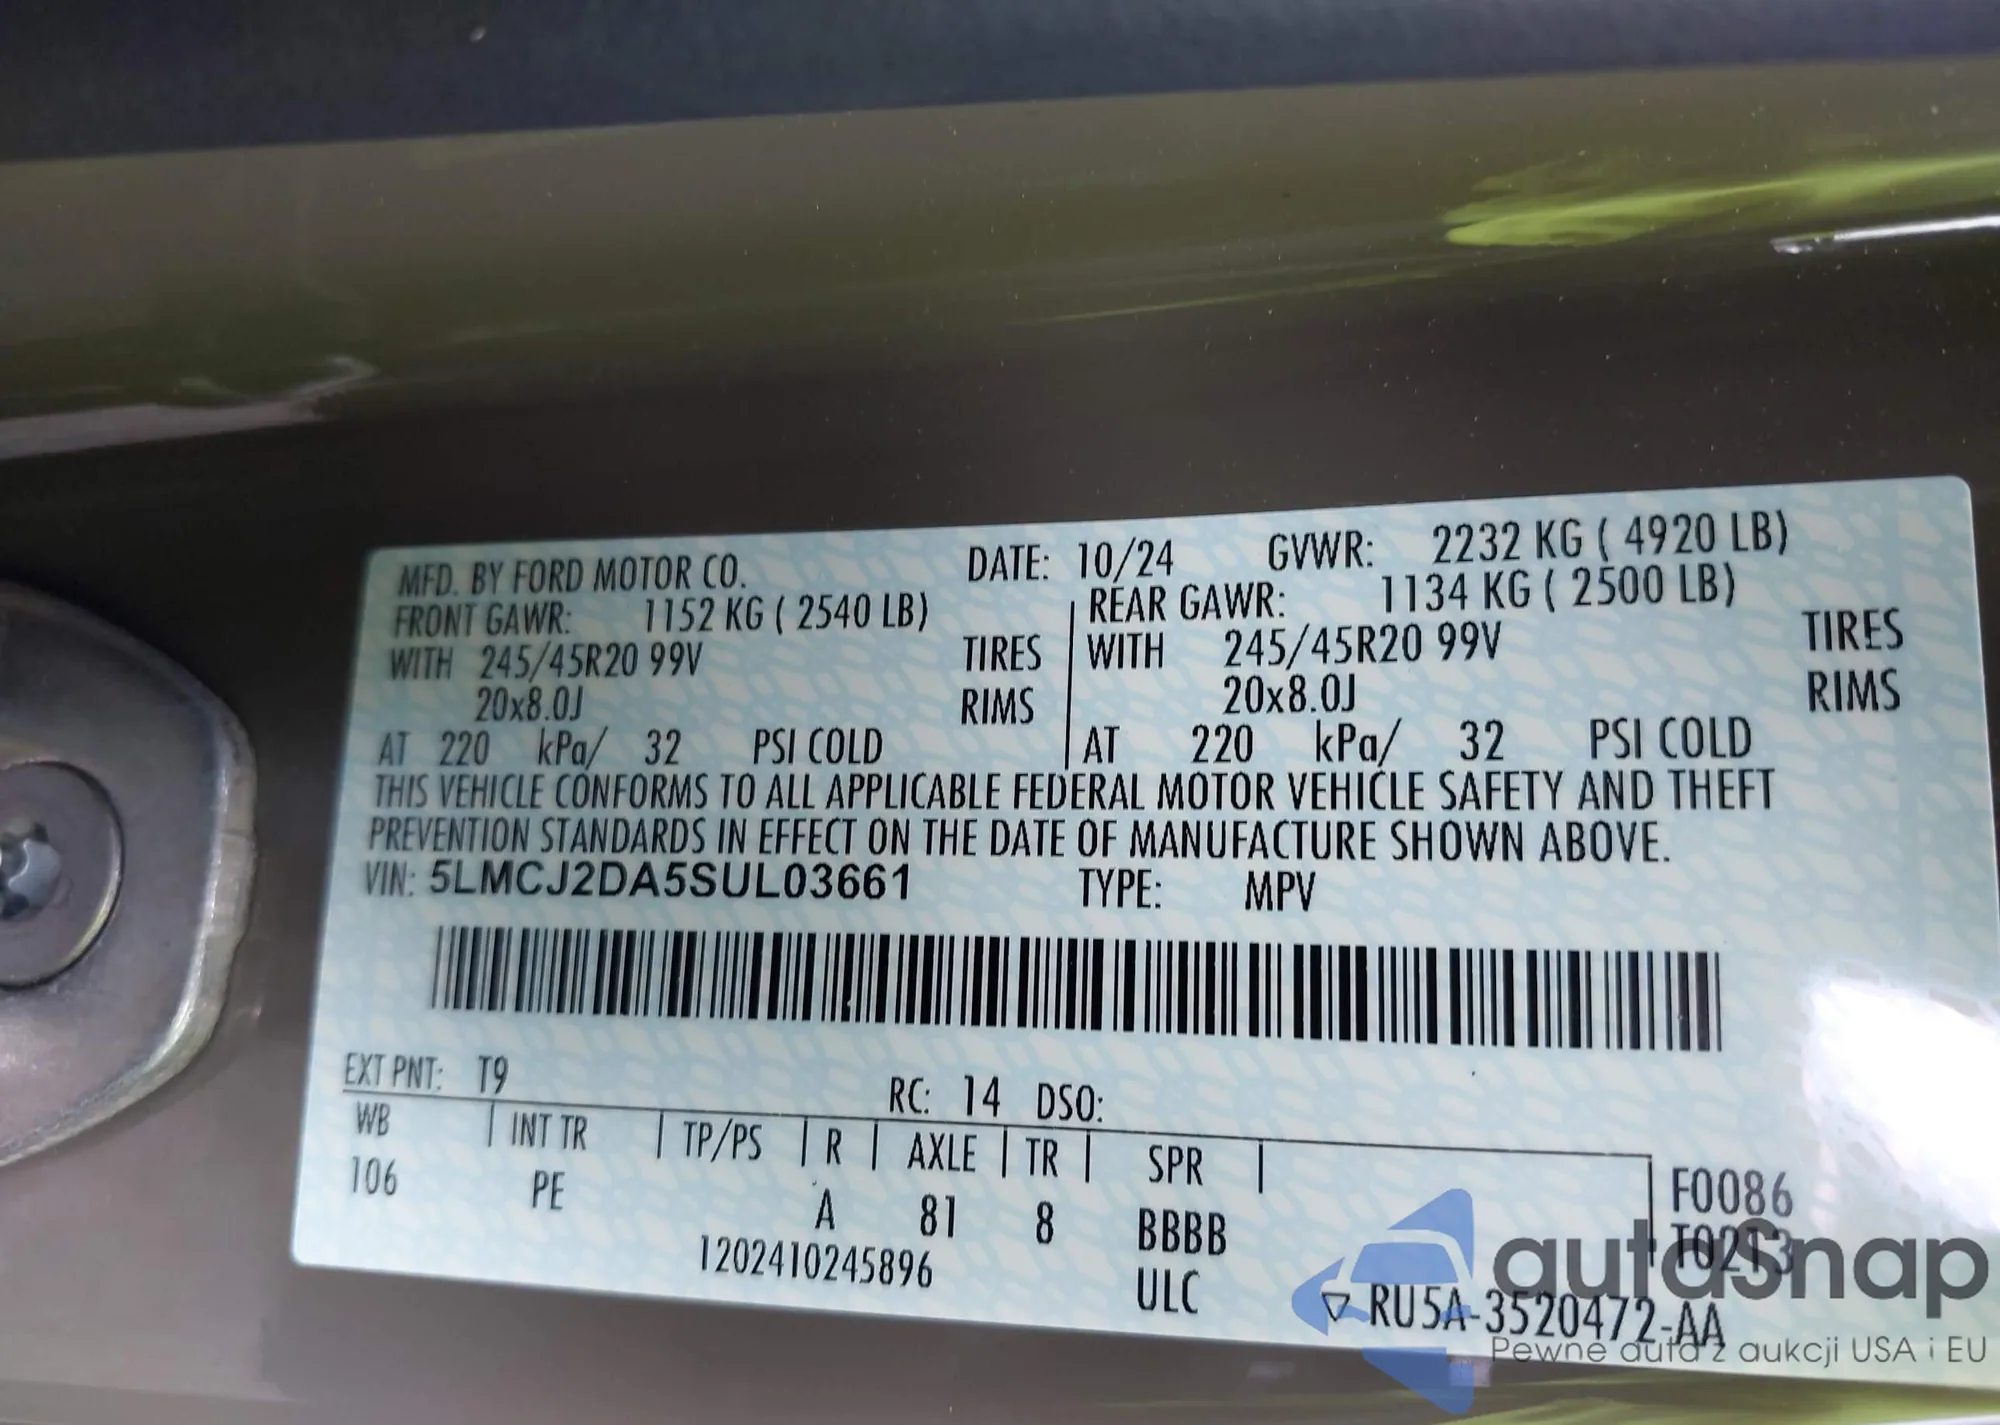 MFD. BY FORD MOTOR CO. DATE: 10/24 GVWR: 2232 KG ( 4920 LB)
FRONT GAWR: 1152 KG ( 2540 LB) REAR GAWR: 1134 KG ( 2500 LB)
WITH 245/45R20 99V TIRES WITH 245/45R20 99V TIRES
20x8.0J RIMS 20x8.0J RIMS
AT 220 kPa/ 32 PSI COLD AT 220 kPa/ 32 PSI COLD
THIS VEHICLE CONFORMS TO ALL APPLICABLE FEDERAL MOTOR VEHICLE SAFETY AND THEFT
PREVENTION STANDARDS IN EFFECT ON THE DATE OF MANUFACTURE SHOWN ABOVE.
VIN: 5LMCJ2DA5SUL03661 TYPE: MPV
EXT PNT: T9 RC: 14 DSO:
WB INT TR TP/PS R AXLE TR SPR
106 PE A 81 8 BBBB
F0086
T0213
1202410245896 ULC
RU5A-3520472-AA
autosnap
Pewne auta z aukcji USA i EU